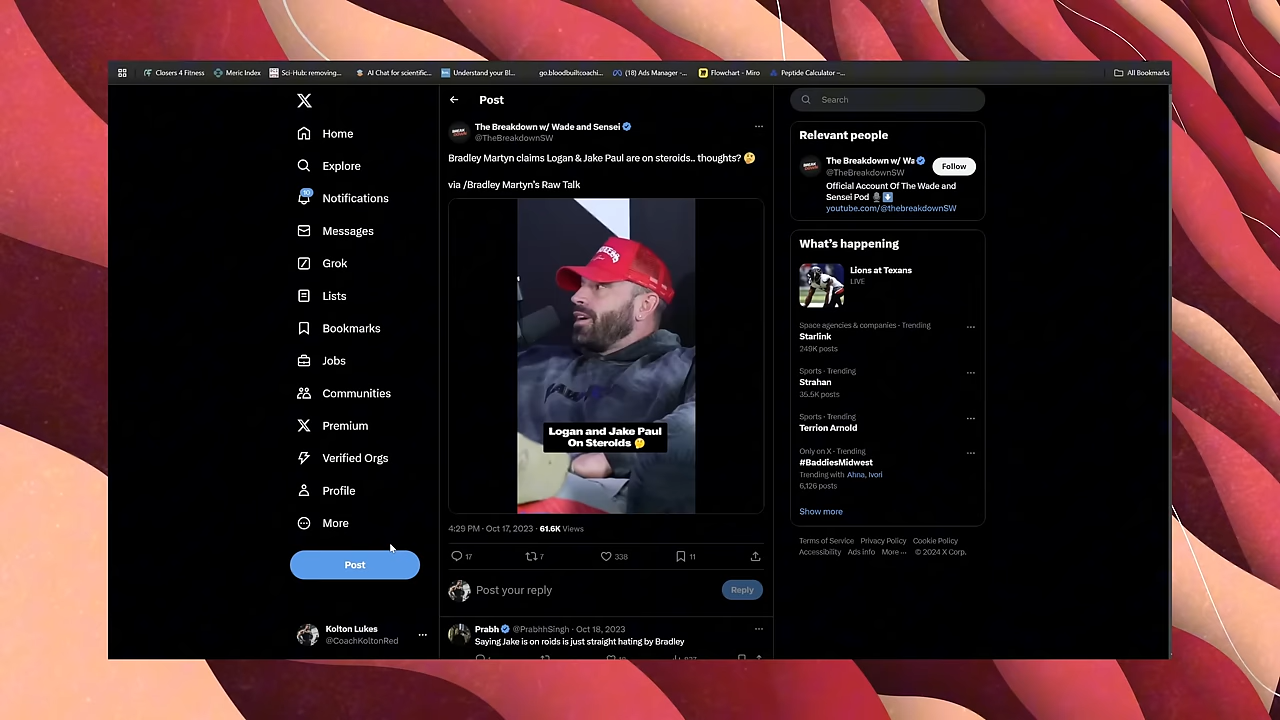 Closers 4 Fitness
Meric Index
Sci-Hub: removing...
AI Chat for scientific...
Understand your Bl...
go.bloodbuiltcoachi...
(18) Ads Manager -...
Flowchart - Miro
Peptide Calculator –...
All Bookmarks
Home
Explore
10
Notifications
Messages
Grok
Lists
Bookmarks
Jobs
Communities
Premium
Verified Orgs
Profile
More
Post
Kolton Lukes
@CoachKoltonRed
Post
The Breakdown w/ Wade and Sensei
@TheBreakdownSW
Bradley Martyn claims Logan & Jake Paul are on steroids.. thoughts? 🤔
via /Bradley Martyn's Raw Talk
Logan and Jake Paul
On Steroids 🤔
4:29 PM · Oct 17, 2023 · 61.6K Views
17
7
338
11
Post your reply
Reply
Prabh @PrabhhSingh · Oct 18, 2023
Saying Jake is on roids is just straight hating by Bradley
Search
Relevant people
The Breakdown w/ Wa
@TheBreakdownSW
Follow
Official Account Of The Wade and
Sensei Pod 🎙️⬇️
youtube.com/@thebreakdownSW
What's happening
Lions at Texans
LIVE
Space agencies & companies · Trending
Starlink
249K posts
Sports · Trending
Strahan
35.5K posts
Sports · Trending
Terrion Arnold
Only on X · Trending
#BaddiesMidwest
Trending with Ahna, Ivori
6,126 posts
Show more
Terms of Service Privacy Policy Cookie Policy
Accessibility Ads info More ··· © 2024 X Corp.